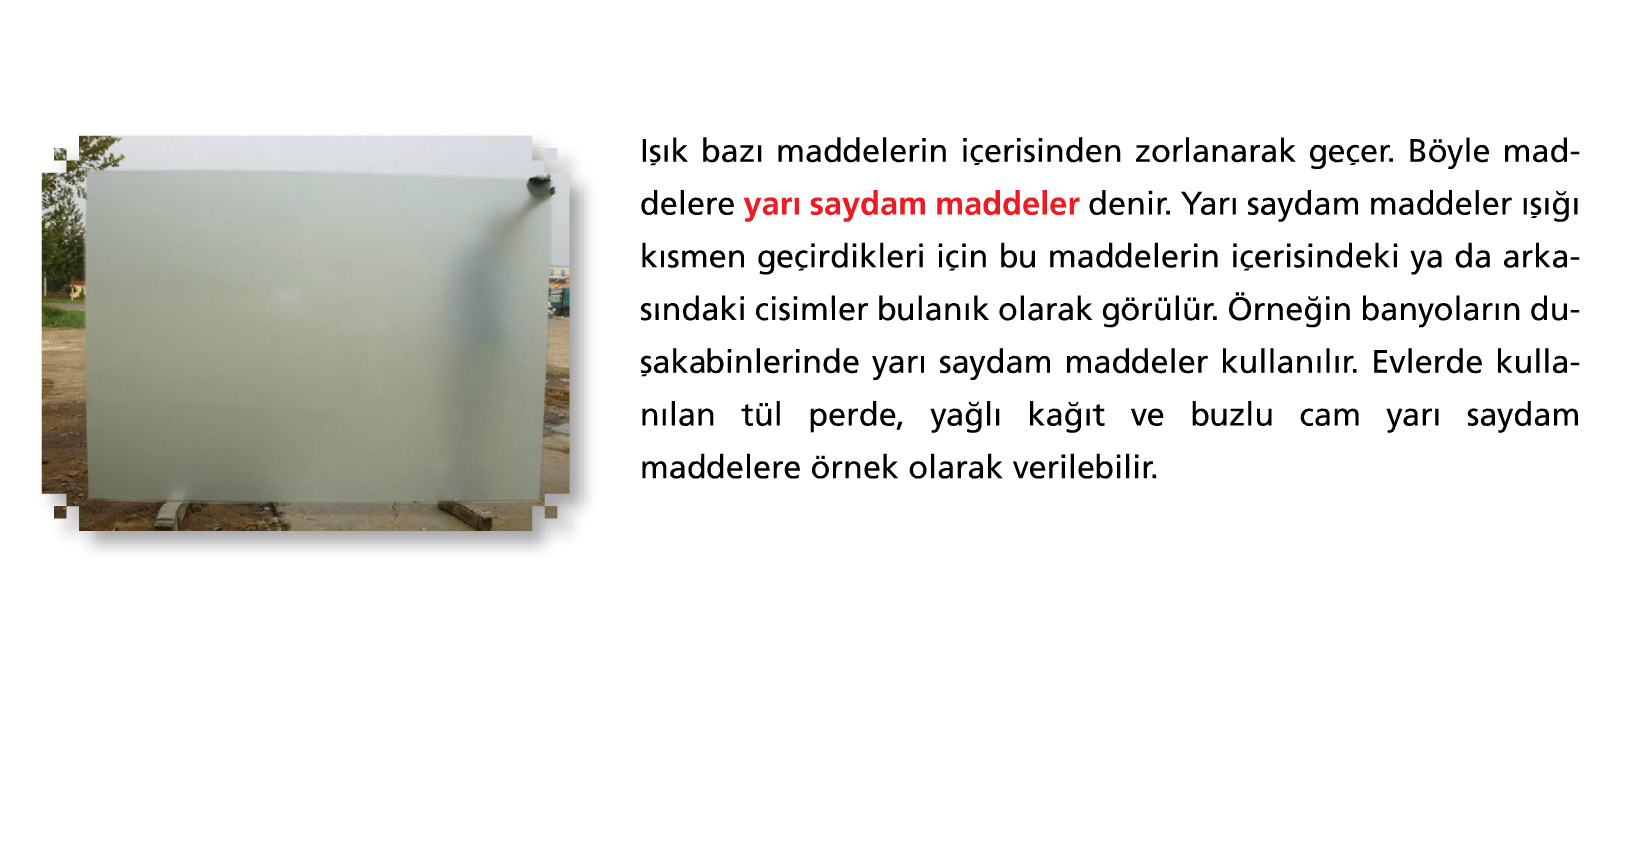 Işık bazı maddelerin içerisinden zorlanarak geçer. Böyle mad-
delere yarı saydam maddeler denir. Yarı saydam maddeler ışığı
kısmen geçirdikleri için bu maddelerin içerisindeki ya da arka-
sındaki cisimler bulanık olarak görülür. Örneğin banyoların du-
şakabinlerinde yarı saydam maddeler kullanılır. Evlerde kulla-
nılan tül perde, yağlı kağıt ve buzlu cam yarı saydam
maddelere örnek olarak verilebilir.